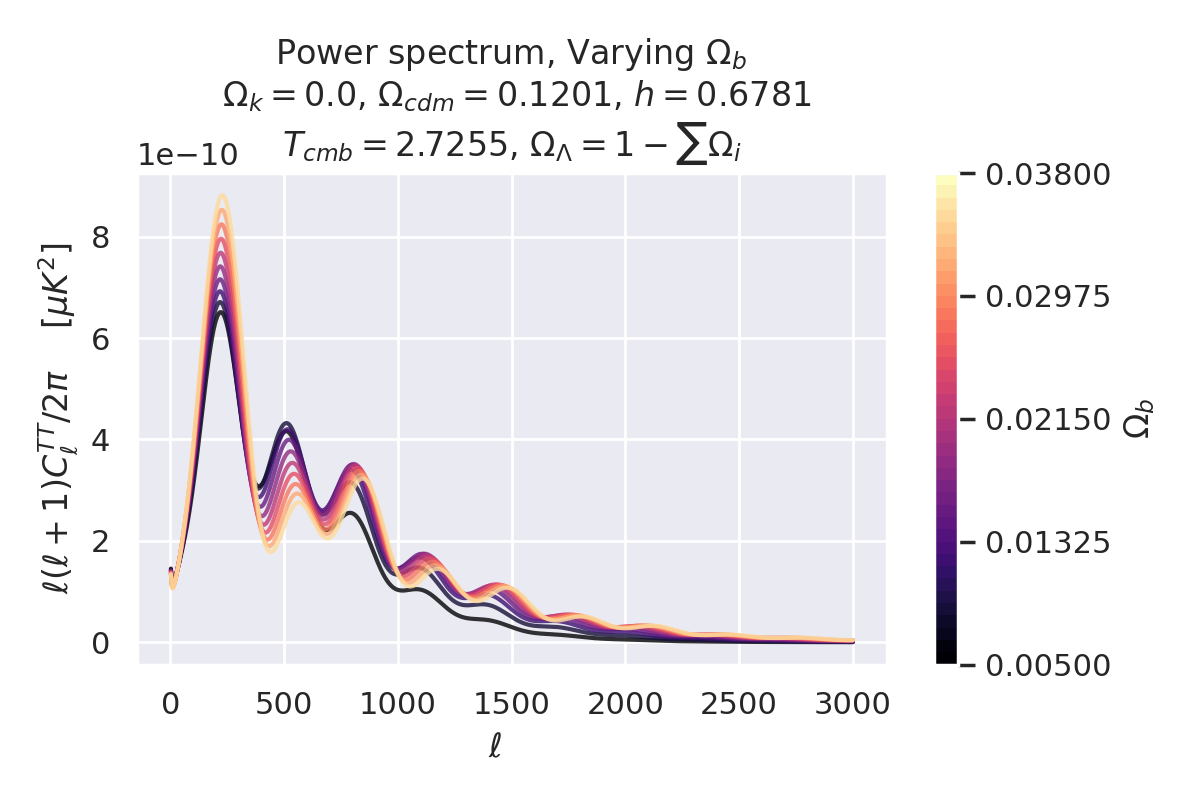 Power spectrum, Varying Ω_b
Ω_k = 0.0, Ω_cdm = 0.1201, h = 0.6781
T_cmb = 2.7255, Ω_Λ = 1 − ∑Ω_i
1e−10
ℓ(ℓ + 1)C_ℓ^TT/2π [μK²]
8
6
4
2
0
0 500 1000 1500 2000 2500 3000
ℓ
0.03800
0.02975
0.02150
0.01325
0.00500
Ω_b